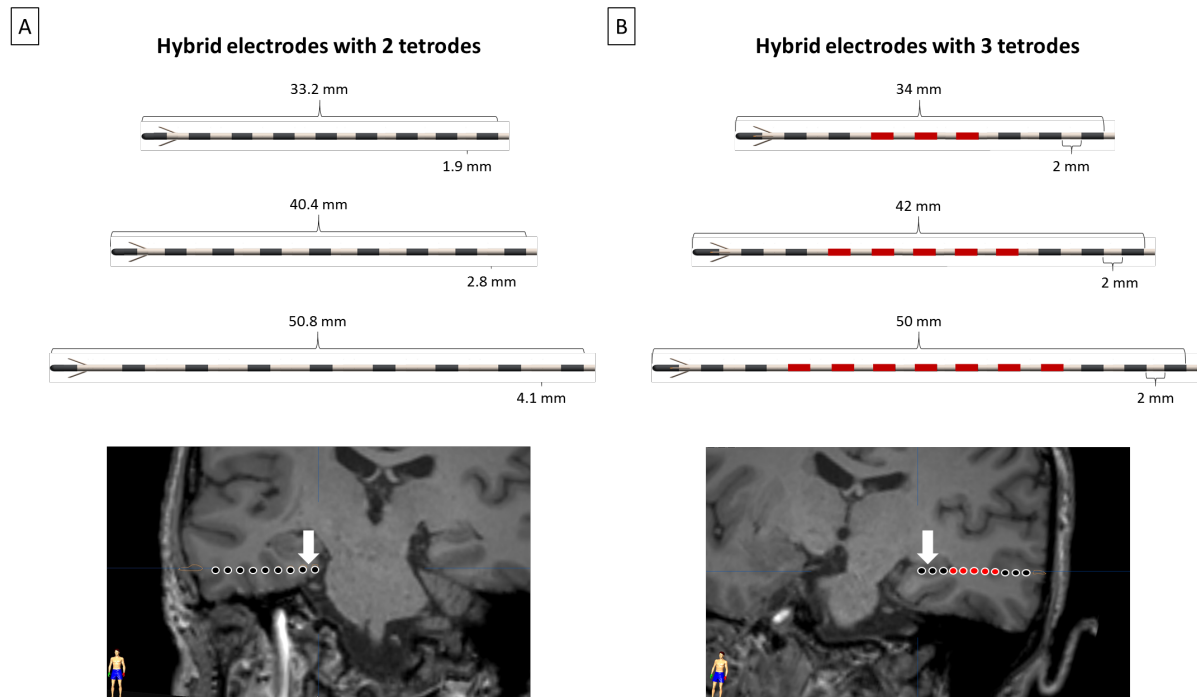 A
Hybrid electrodes with 2 tetrodes
33.2 mm
1.9 mm
40.4 mm
2.8 mm
50.8 mm
4.1 mm
B
Hybrid electrodes with 3 tetrodes
34 mm
2 mm
42 mm
2 mm
50 mm
2 mm